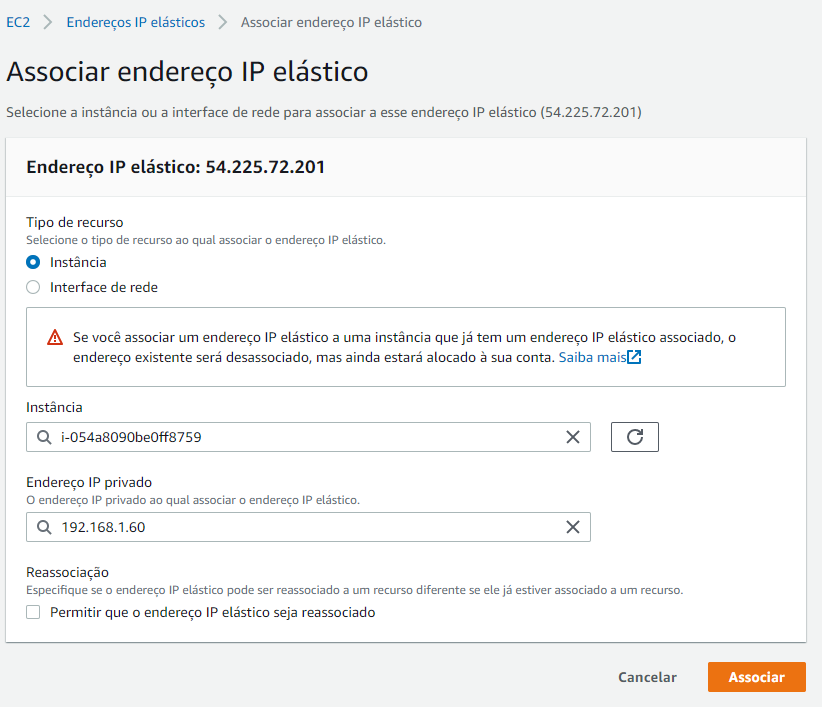 EC2 > Endereços IP elásticos > Associar endereço IP elástico
Associar endereço IP elástico
Selecione a instância ou a interface de rede para associar a esse endereço IP elástico (54.225.72.201)
Endereço IP elástico: 54.225.72.201
Tipo de recurso
Selecione o tipo de recurso ao qual associar o endereço IP elástico.
Instância
Interface de rede
Se você associar um endereço IP elástico a uma instância que já tem um endereço IP elástico associado, o
endereço existente será desassociado, mas ainda estará alocado à sua conta. Saiba mais
Instância
i-054a8090be0ff8759
Endereço IP privado
O endereço IP privado ao qual associar o endereço IP elástico.
192.168.1.60
Reassociação
Especifique se o endereço IP elástico pode ser reassociado a um recurso diferente se ele já estiver associado a um recurso.
Permitir que o endereço IP elástico seja reassociado
Cancelar
Associar